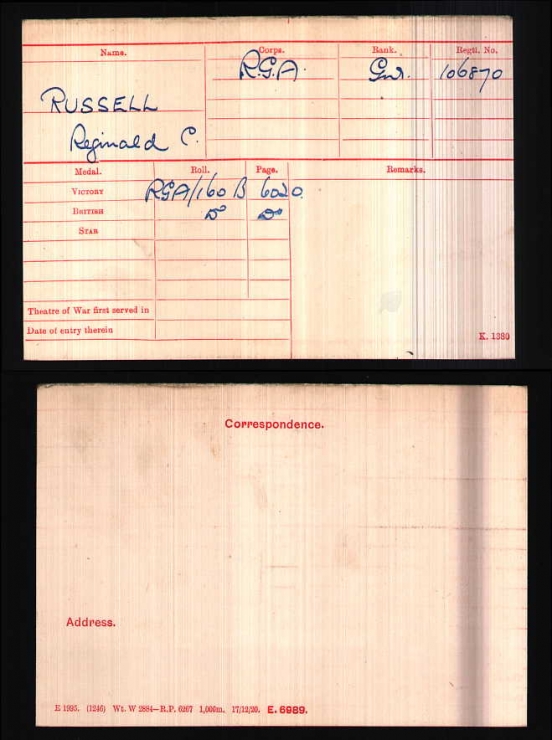 Name. Corps. Rank. Regtl. No.
RUSSELL R.G.A. Gnr. 106870
Reginald C.
Medal. Roll. Page. Remarks.
VICTORY RGA/160 B 6020
BRITISH Do Do
STAR
Theatre of War first served in
Date of entry therein
K. 1380
Correspondence.
Address.
E 1995. (1246) Wt. W 2884—R.P. 6267 1,000m. 17/12/20. E. 6989.